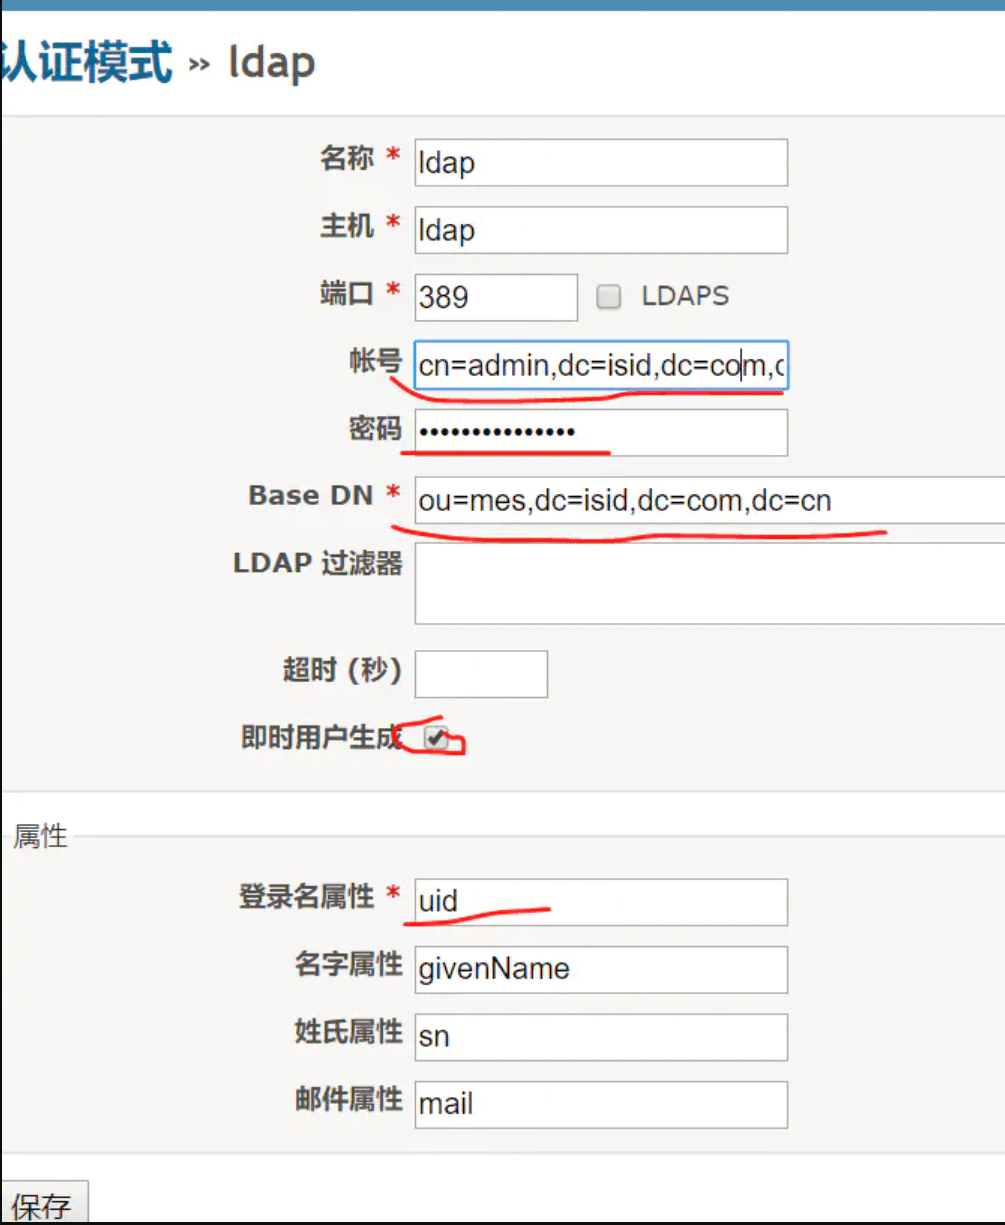 认证模式 » ldap
名称 * ldap
主机 * ldap
端口 * 389 LDAPS
帐号 cn=admin,dc=isid,dc=com,c
密码 •••••••••••••••
Base DN * ou=mes,dc=isid,dc=com,dc=cn
LDAP 过滤器
超时 (秒)
即时用户生成
属性
登录名属性 * uid
名字属性 givenName
姓氏属性 sn
邮件属性 mail
保存